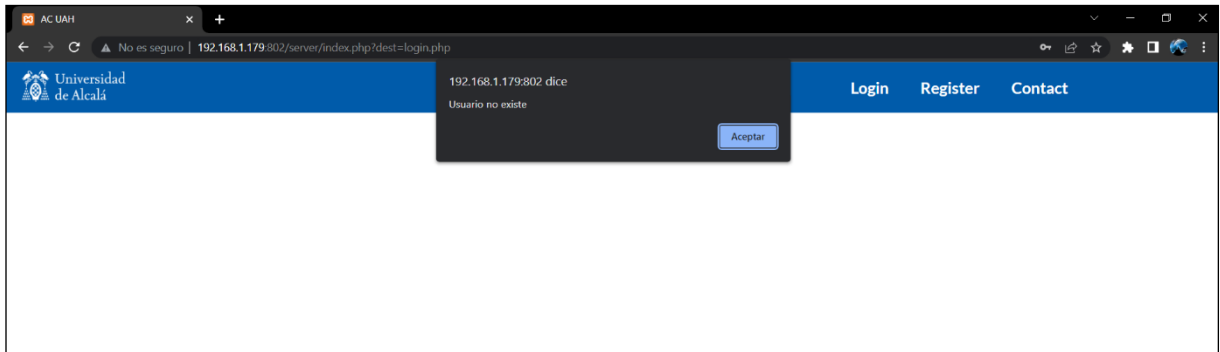 AC UAH
No es seguro | 192.168.1.179:802/server/index.php?dest=login.php
Universidad
de Alcalá
192.168.1.179:802 dice
Usuario no existe
Aceptar
Login Register Contact